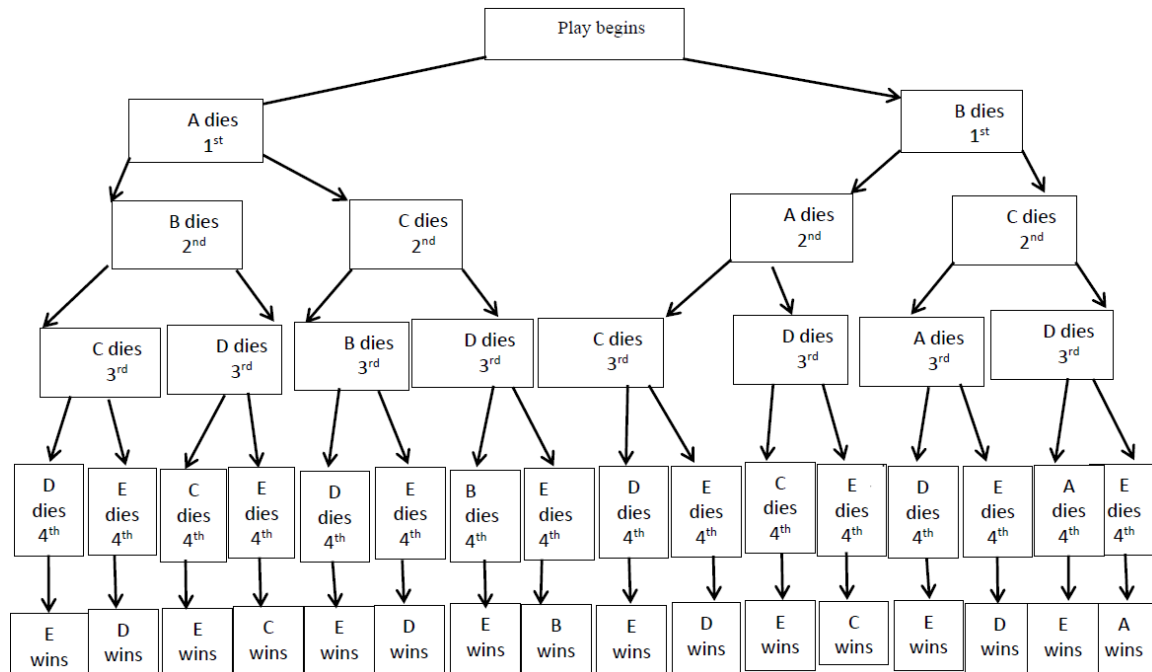 Play begins
A dies
1st
B dies
1st
B dies
2nd
C dies
2nd
A dies
2nd
C dies
2nd
C dies
3rd
D dies
3rd
B dies
3rd
D dies
3rd
C dies
3rd
D dies
3rd
A dies
3rd
D dies
3rd
D
dies
4th
E
dies
4th
C
dies
4th
E
dies
4th
D
dies
4th
E
dies
4th
B
dies
4th
E
dies
4th
D
dies
4th
E
dies
4th
C
dies
4th
E
dies
4th
D
dies
4th
E
dies
4th
A
dies
4th
E
dies
4th
E
wins
D
wins
E
wins
C
wins
E
wins
D
wins
E
wins
B
wins
E
wins
D
wins
E
wins
C
wins
E
wins
D
wins
E
wins
A
wins